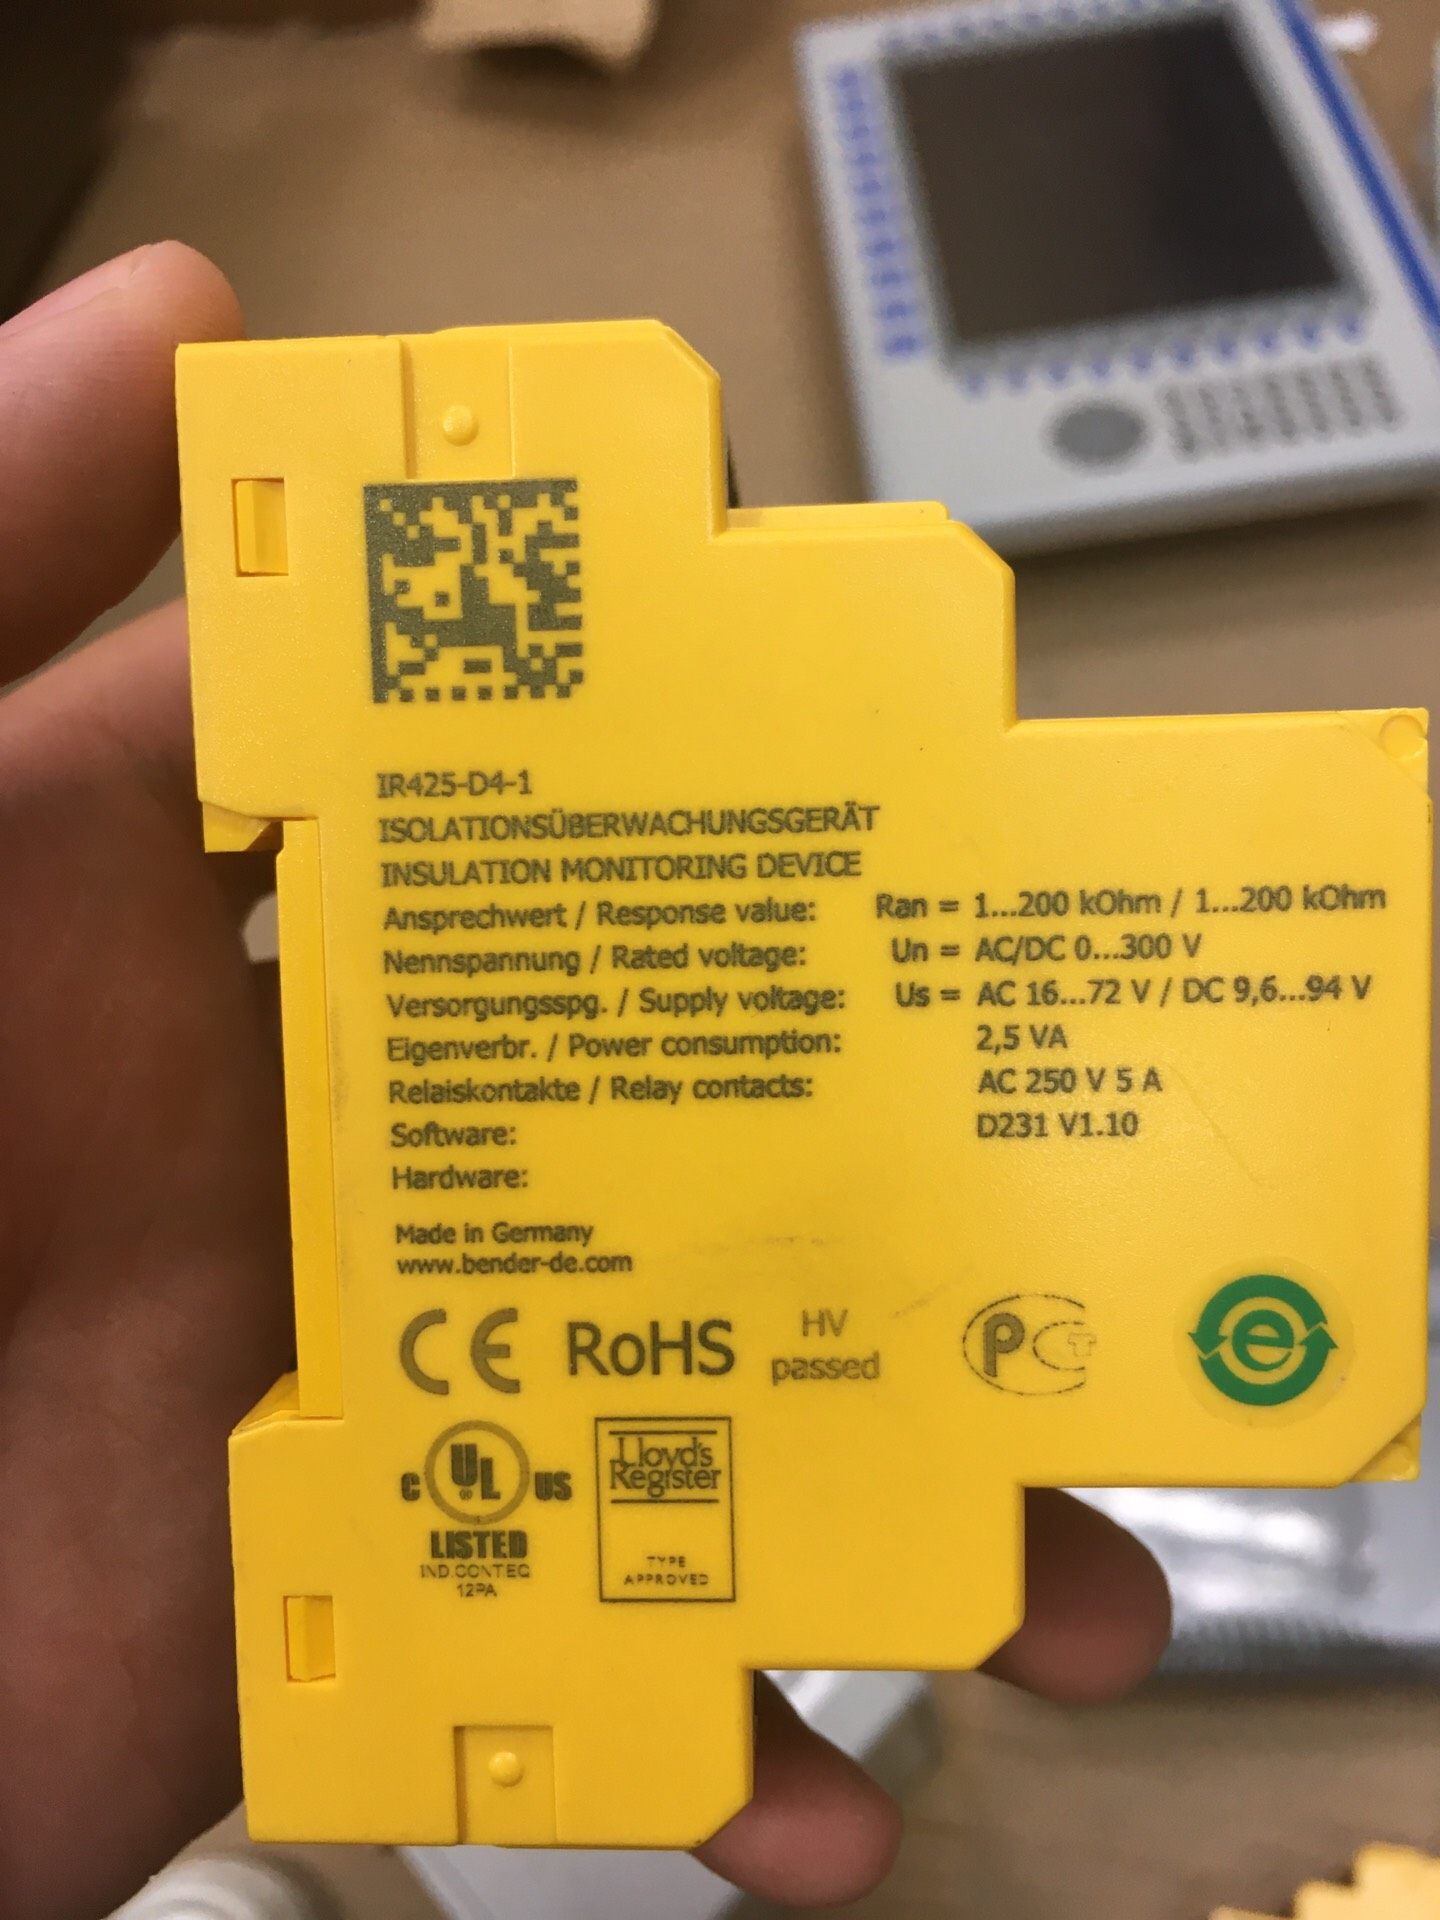 IR425-D4-1
ISOLATIONSÜBERWACHUNGSGERÄT
INSULATION MONITORING DEVICE
Ansprechwert / Response value: Ran = 1...200 kOhm / 1...200 kOhm
Nennspannung / Rated voltage: Un = AC/DC 0...300 V
Versorgungsspg. / Supply voltage: Us = AC 16...72 V / DC 9,6...94 V
Eigenverbr. / Power consumption: 2,5 VA
Relaiskontakte / Relay contacts: AC 250 V 5 A
Software: D231 V1.10
Hardware:
Made in Germany
www.bender-de.com
CE RoHS HV passed PCT e
C UL US
LISTED
IND.CONT.EQ
12PA
Lloyd's
Register
TYPE
APPROVED